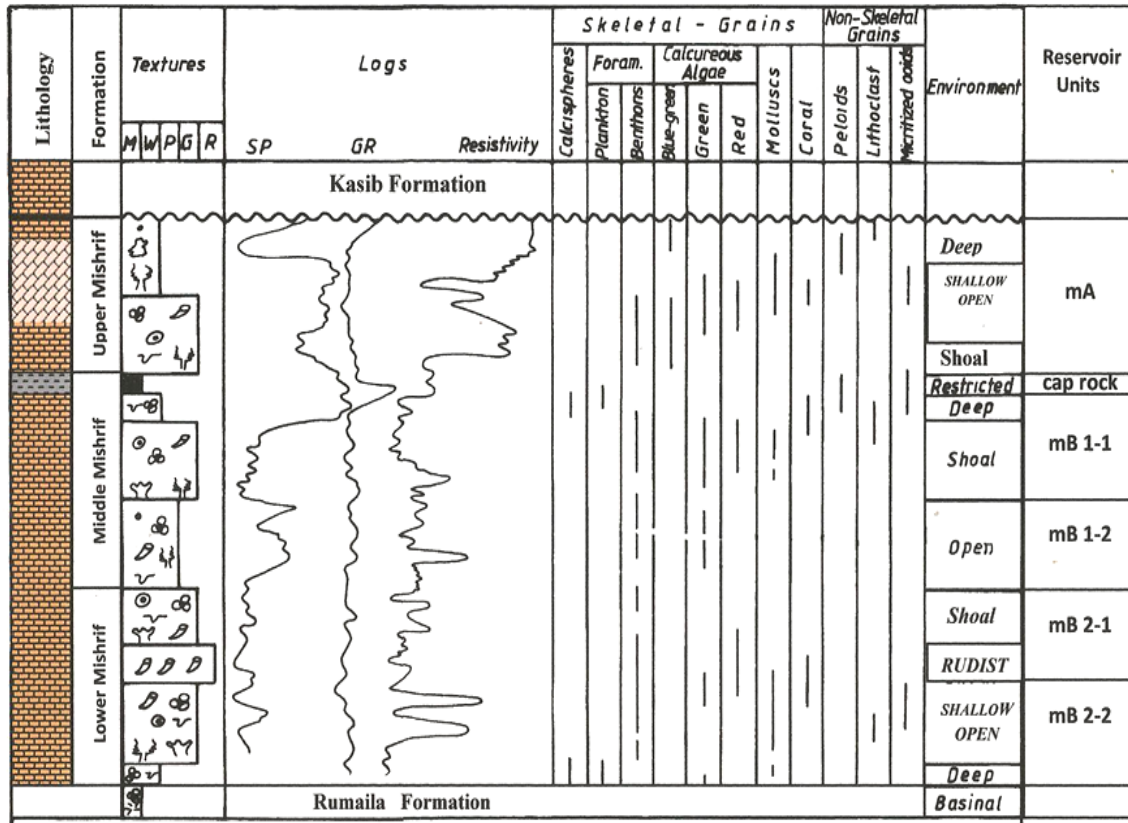 Lithology
Formation
Textures
M W P G R
Logs
SP GR Resistivity
Skeletal - Grains
Foram.
Calcureous
Algae
Non-Skeletal
Grains
Calcispheres
Plankton
Benthons
Blue-green
Green
Red
Molluscs
Coral
Peloids
Lithoclast
Micritized ooids
Environment
Reservoir
Units
Kasib Formation
Upper Mishrif
Deep
SHALLOW
OPEN
Shoal
mA
Middle Mishrif
Restricted
cap rock
Deep
Shoal
mB 1-1
Open
mB 1-2
Lower Mishrif
Shoal
mB 2-1
RUDIST
SHALLOW
OPEN
mB 2-2
Deep
Rumaila Formation
Basinal